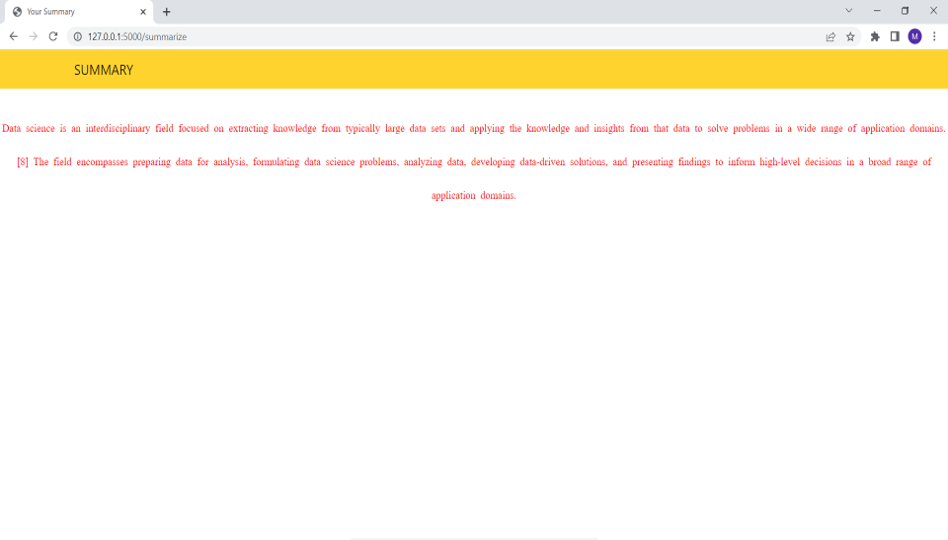 Your Summary
127.0.0.1:5000/summarize
M
SUMMARY
Data science is an interdisciplinary field focused on extracting knowledge from typically large data sets and applying the knowledge and insights from that data to solve problems in a wide range of application domains.
[8] The field encompasses preparing data for analysis, formulating data science problems, analyzing data, developing data-driven solutions, and presenting findings to inform high-level decisions in a broad range of
application domains.